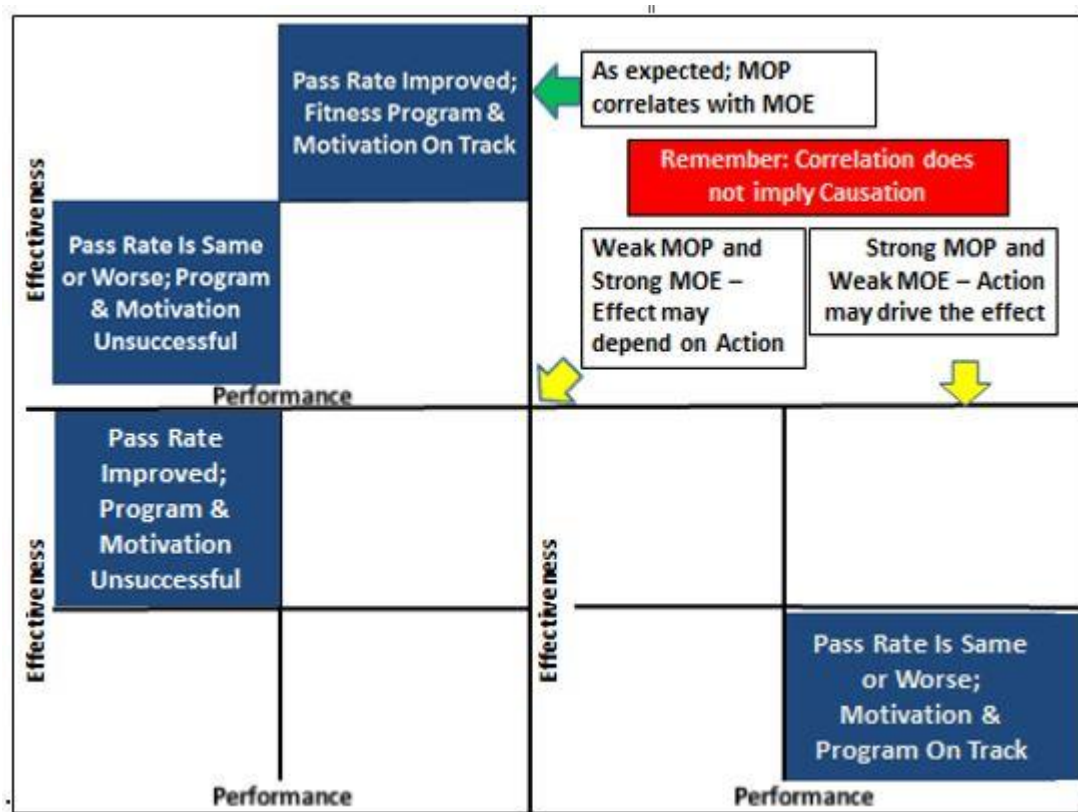 Pass Rate Improved;
Fitness Program &
Motivation On Track
As expected; MOP
correlates with MOE
Remember: Correlation does
not imply Causation
Effectiveness
Pass Rate Is Same
or Worse; Program
& Motivation
Unsuccessful
Weak MOP and
Strong MOE –
Effect may
depend on Action
Strong MOP and
Weak MOE – Action
may drive the effect
Performance
Pass Rate
Improved;
Program &
Motivation
Unsuccessful
Effectiveness
Performance
Effectiveness
Pass Rate Is Same
or Worse;
Motivation &
Program On Track
Performance